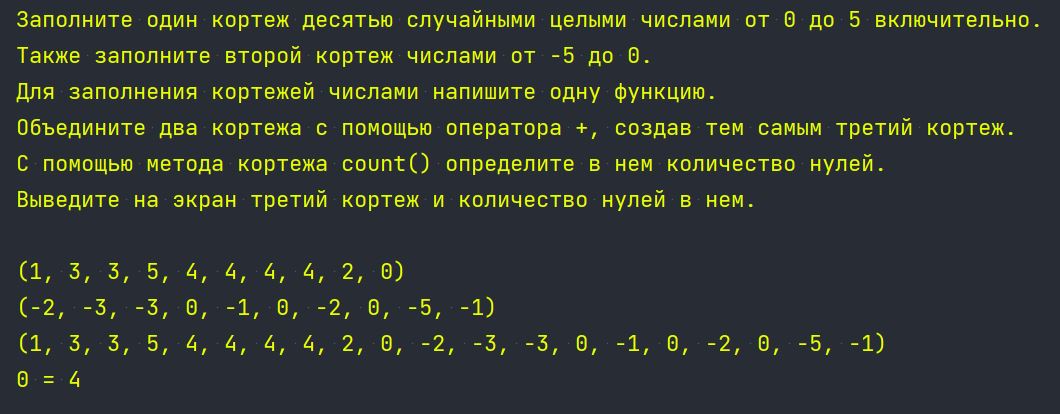 Заполните один кортеж десятью случайными целыми числами от 0 до 5 включительно.
Также заполните второй кортеж числами от -5 до 0.
Для заполнения кортежей числами напишите одну функцию.
Объедините два кортежа с помощью оператора +, создав тем самым третий кортеж.
С помощью метода кортежа count() определите в нем количество нулей.
Выведите на экран третий кортеж и количество нулей в нем.

(1, 3, 3, 5, 4, 4, 4, 4, 2, 0)
(-2, -3, -3, 0, -1, 0, -2, 0, -5, -1)
(1, 3, 3, 5, 4, 4, 4, 4, 2, 0, -2, -3, -3, 0, -1, 0, -2, 0, -5, -1)
0 = 4